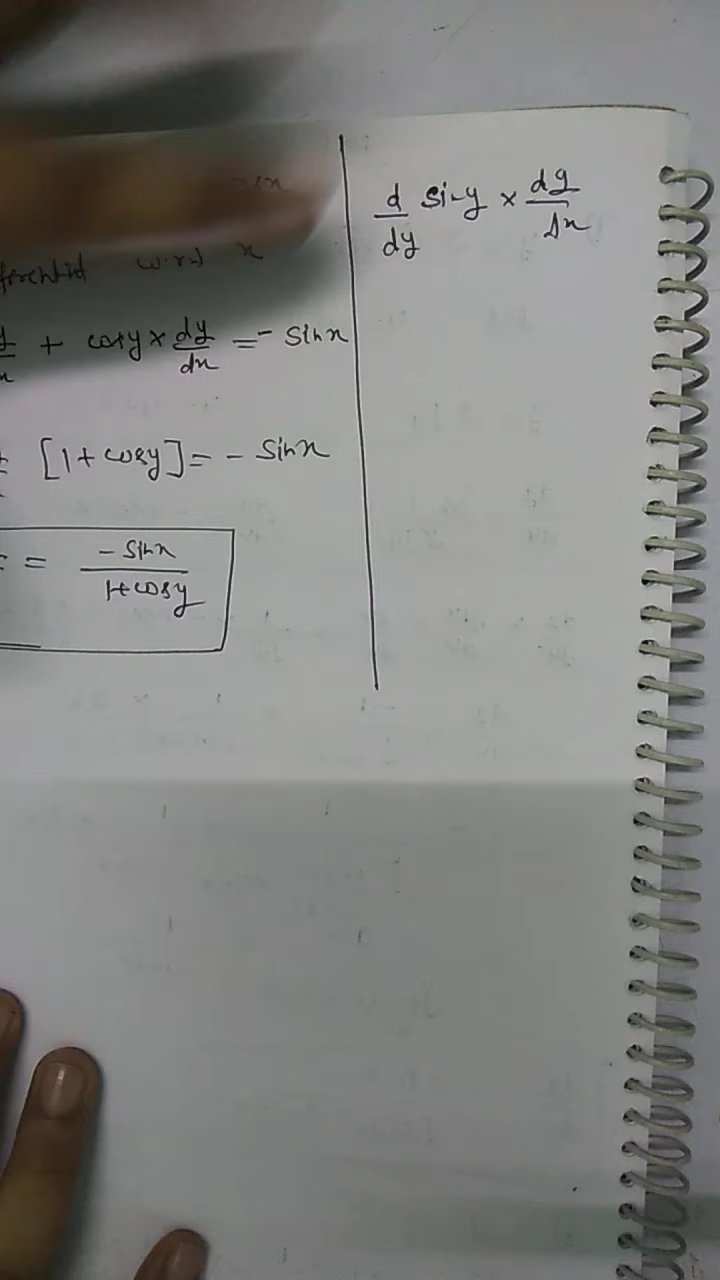 w.r.t x
+ cosy × dy/dx = - sinx
[1 + cosy] = - sinx
= -sinx / 1+cosy
d/dy siny × dy/dx